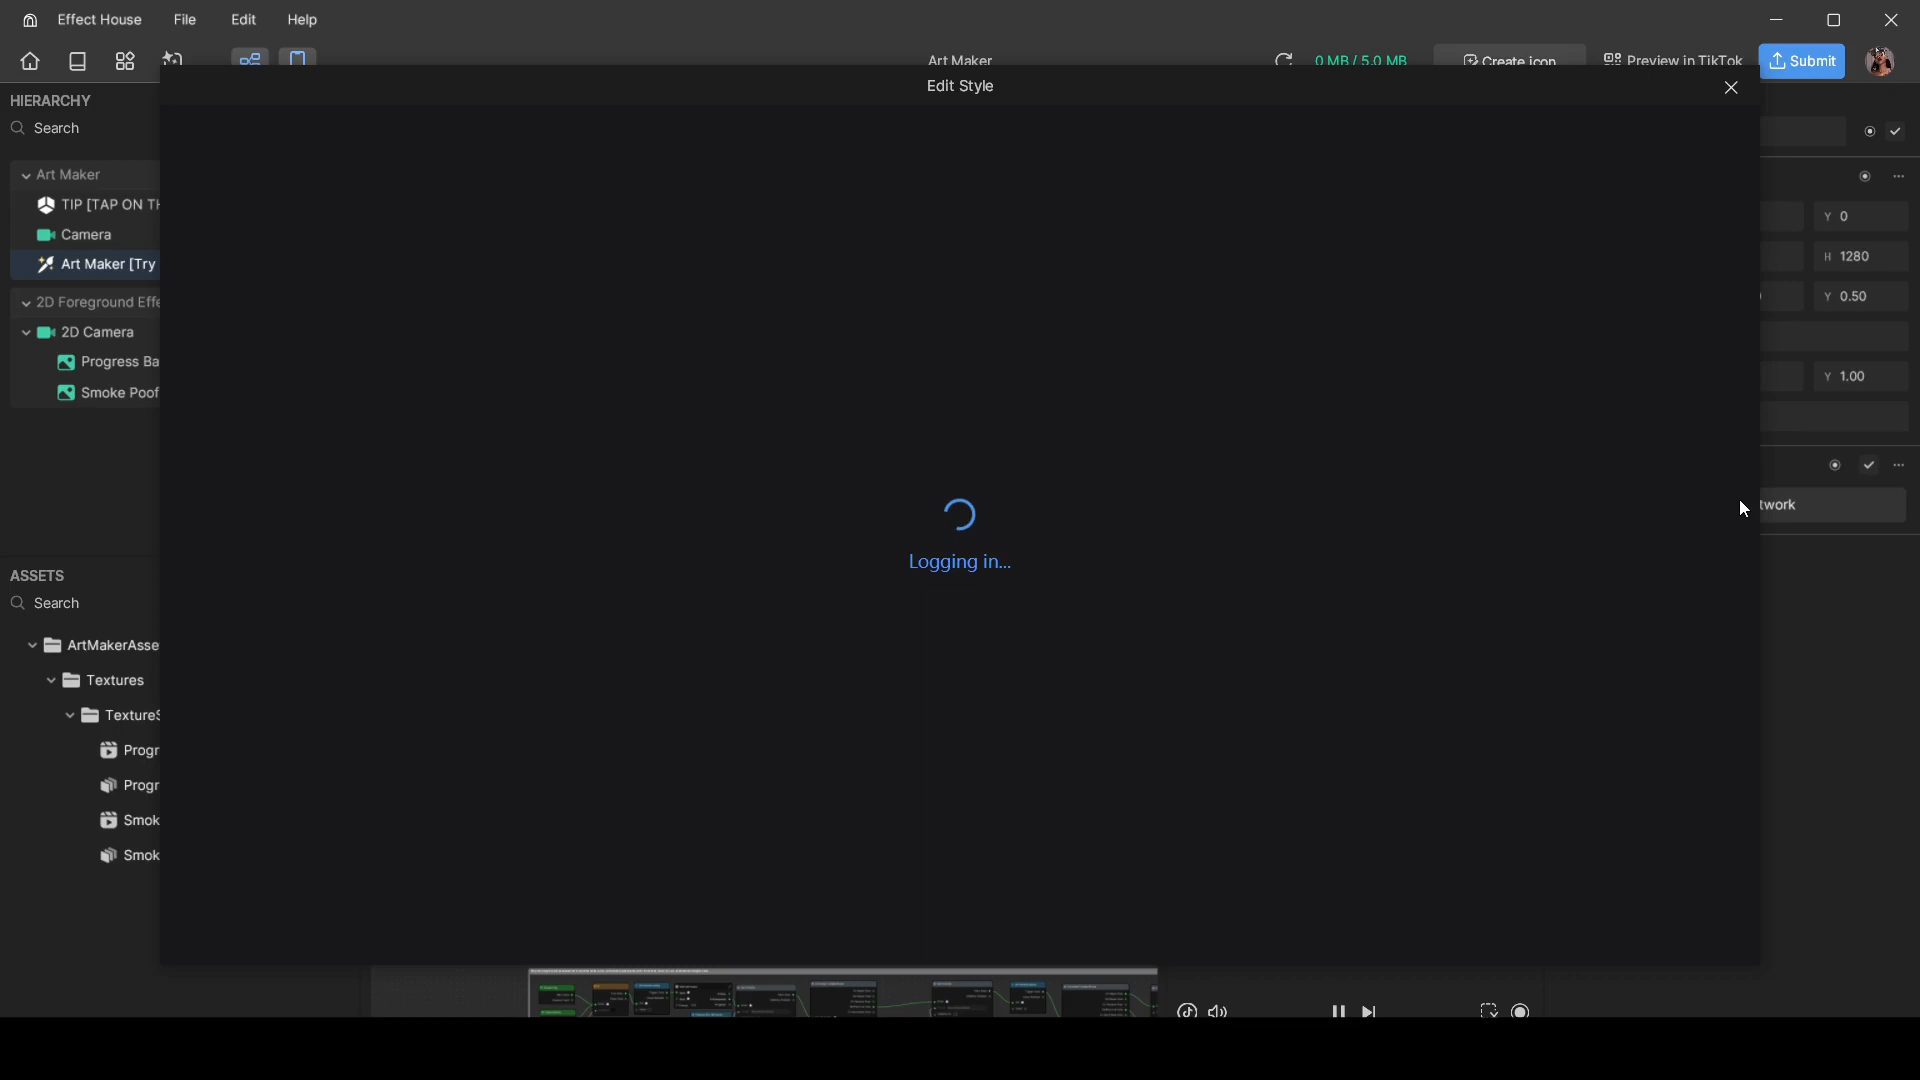 Effect House File Edit Help
Art Maker 0 MB / 5.0 MB Create icon Preview in TikTok Submit
Edit Style
HIERARCHY
Search
Art Maker
TIP [TAP ON TH
Camera
Art Maker [Try
2D Foreground Effe
2D Camera
Progress Ba
Smoke Poof
Y 0
H 1280
Y 0.50
Y 1.00
twork
Logging in...
ASSETS
Search
ArtMakerAsse
Textures
TextureS
Progr
Progr
Smok
Smok